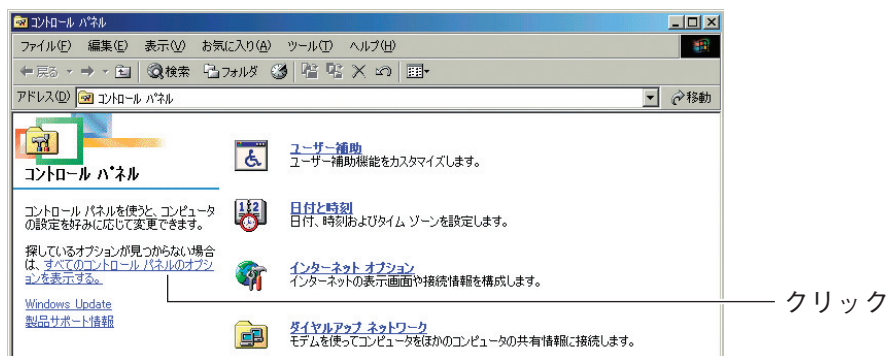 コントロール パネル
ファイル(F) 編集(E) 表示(V) お気に入り(A) ツール(T) ヘルプ(H)
戻る 検索 フォルダ
アドレス(D) コントロール パネル 移動
コントロール パネル
コントロール パネルを使うと、コンピュータ
の設定を好みに応じて変更できます。
探しているオプションが見つからない場合
は、すべてのコントロール パネルのオプシ
ョンを表示する。
Windows Update
製品サポート情報
ユーザー補助
ユーザー補助機能をカスタマイズします。
日付と時刻
日付、時刻およびタイム ゾーンを設定します。
インターネット オプション
インターネットの表示画面や接続情報を構成します。
ダイヤルアップ ネットワーク
モデムを使ってコンピュータをほかのコンピュータの共有情報に接続します。
クリック